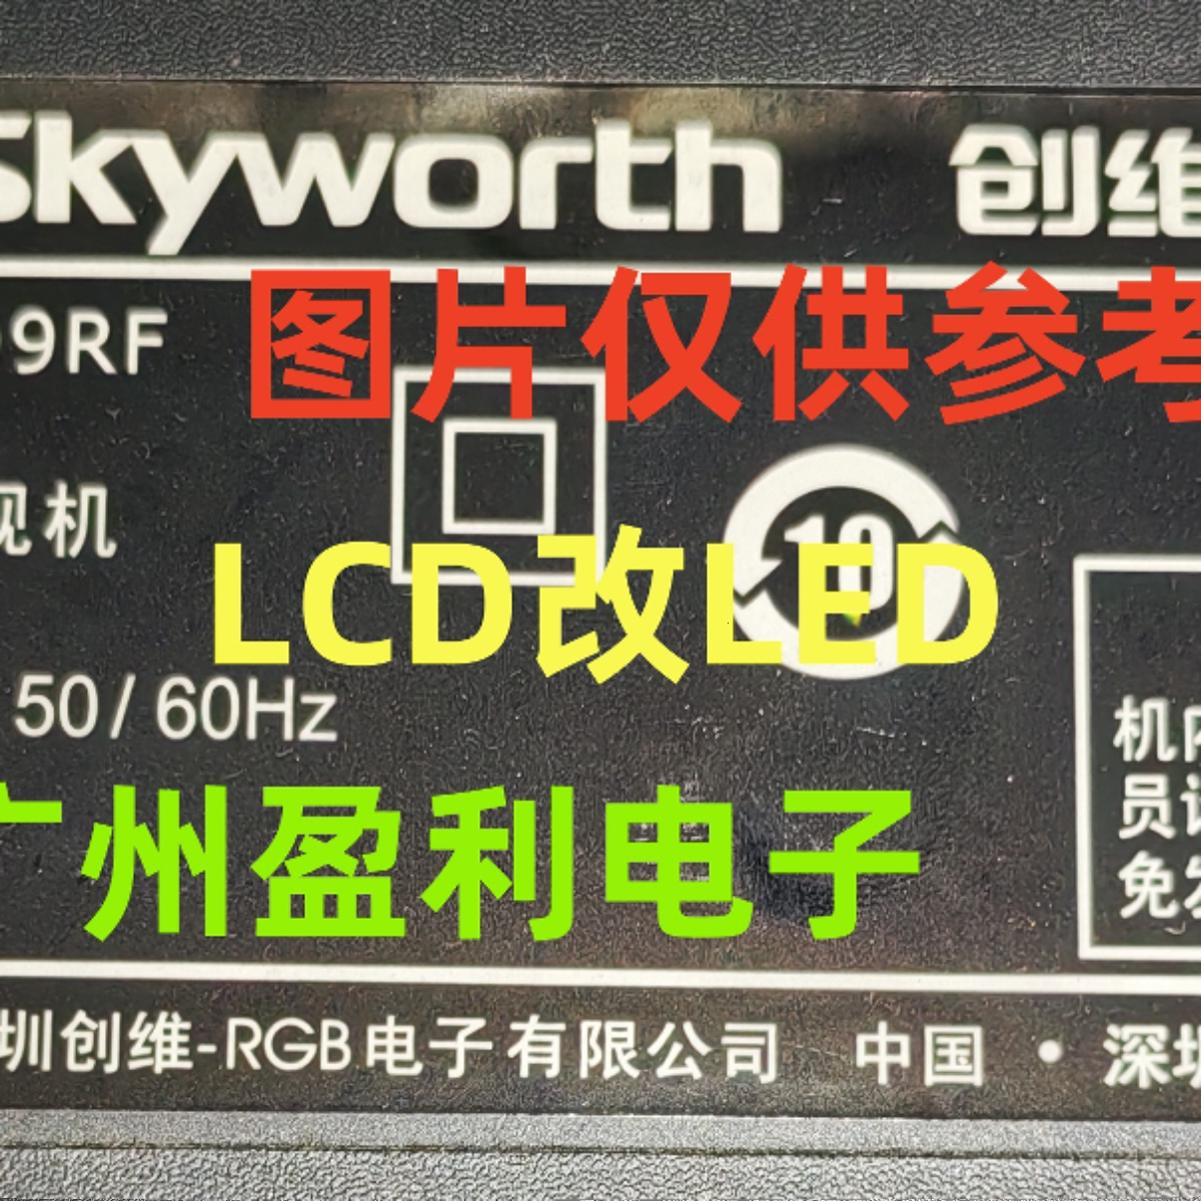 Skyworth 创维
9RF
图片仅供参考
视机
10
LCD改LED
50/60Hz
机内
员
免
广州盈利电子
圳创维-RGB电子有限公司 中国·深圳